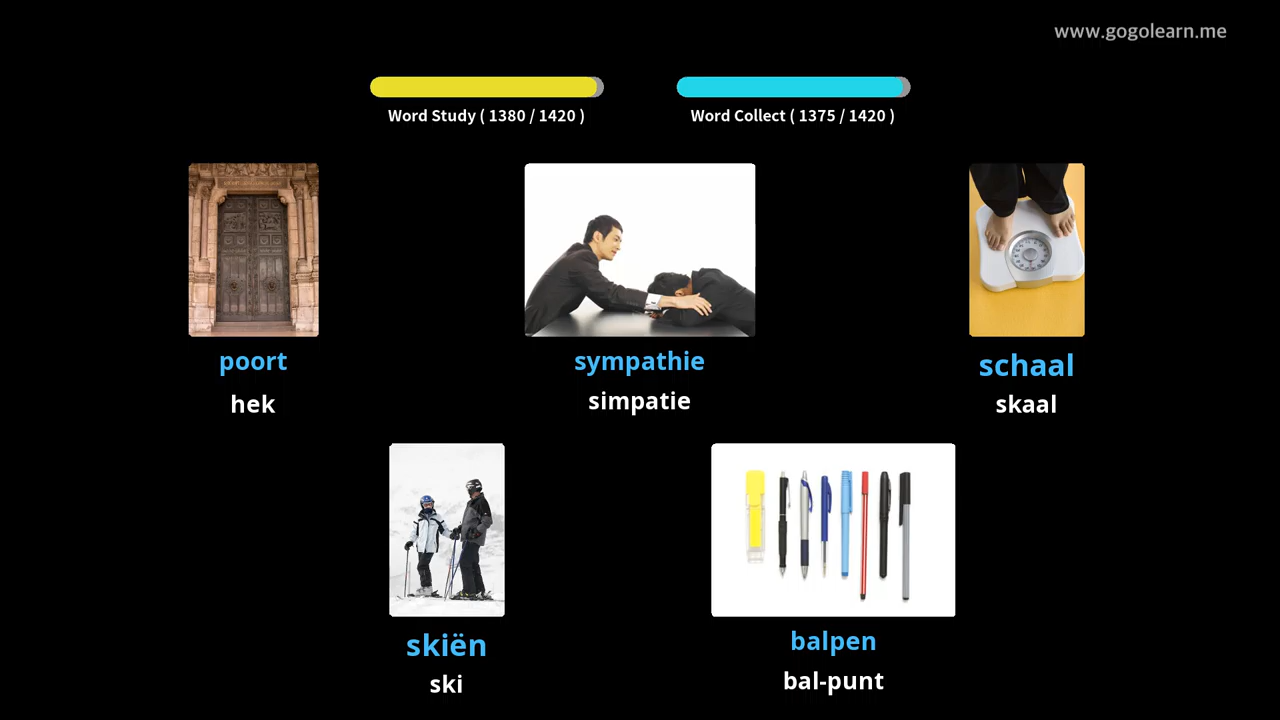 www.gogolearn.me
Word Study ( 1380 / 1420 )
Word Collect ( 1375 / 1420 )
poort
hek
sympathie
simpatie
schaal
skaal
skiën
ski
balpen
bal-punt